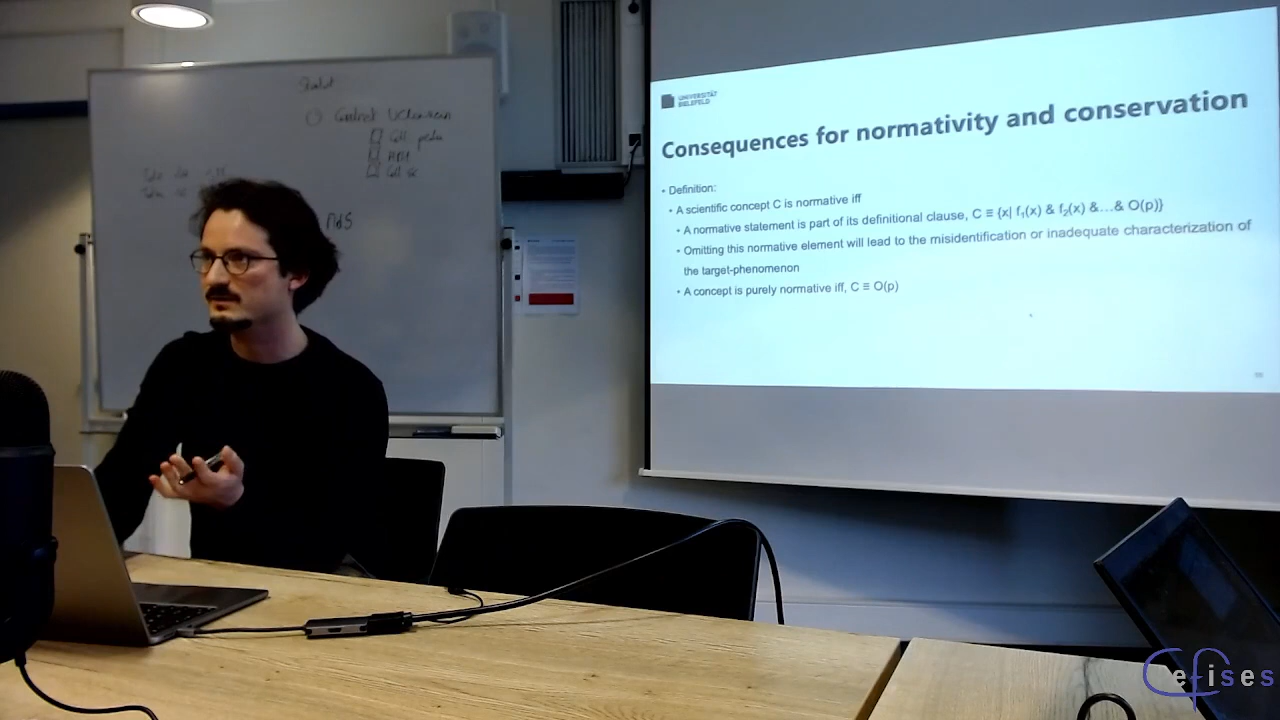 UNIVERSITÄT
BIELEFELD
Consequences for normativity and conservation
• Definition:
• A scientific concept C is normative iff
• A normative statement is part of its definitional clause, C ≡ {x| f₁(x) & f₂(x) &…& O(p)}
• Omitting this normative element will lead to the misidentification or inadequate characterization of
the target-phenomenon
• A concept is purely normative iff, C ≡ O(p)
NdS
Cefises